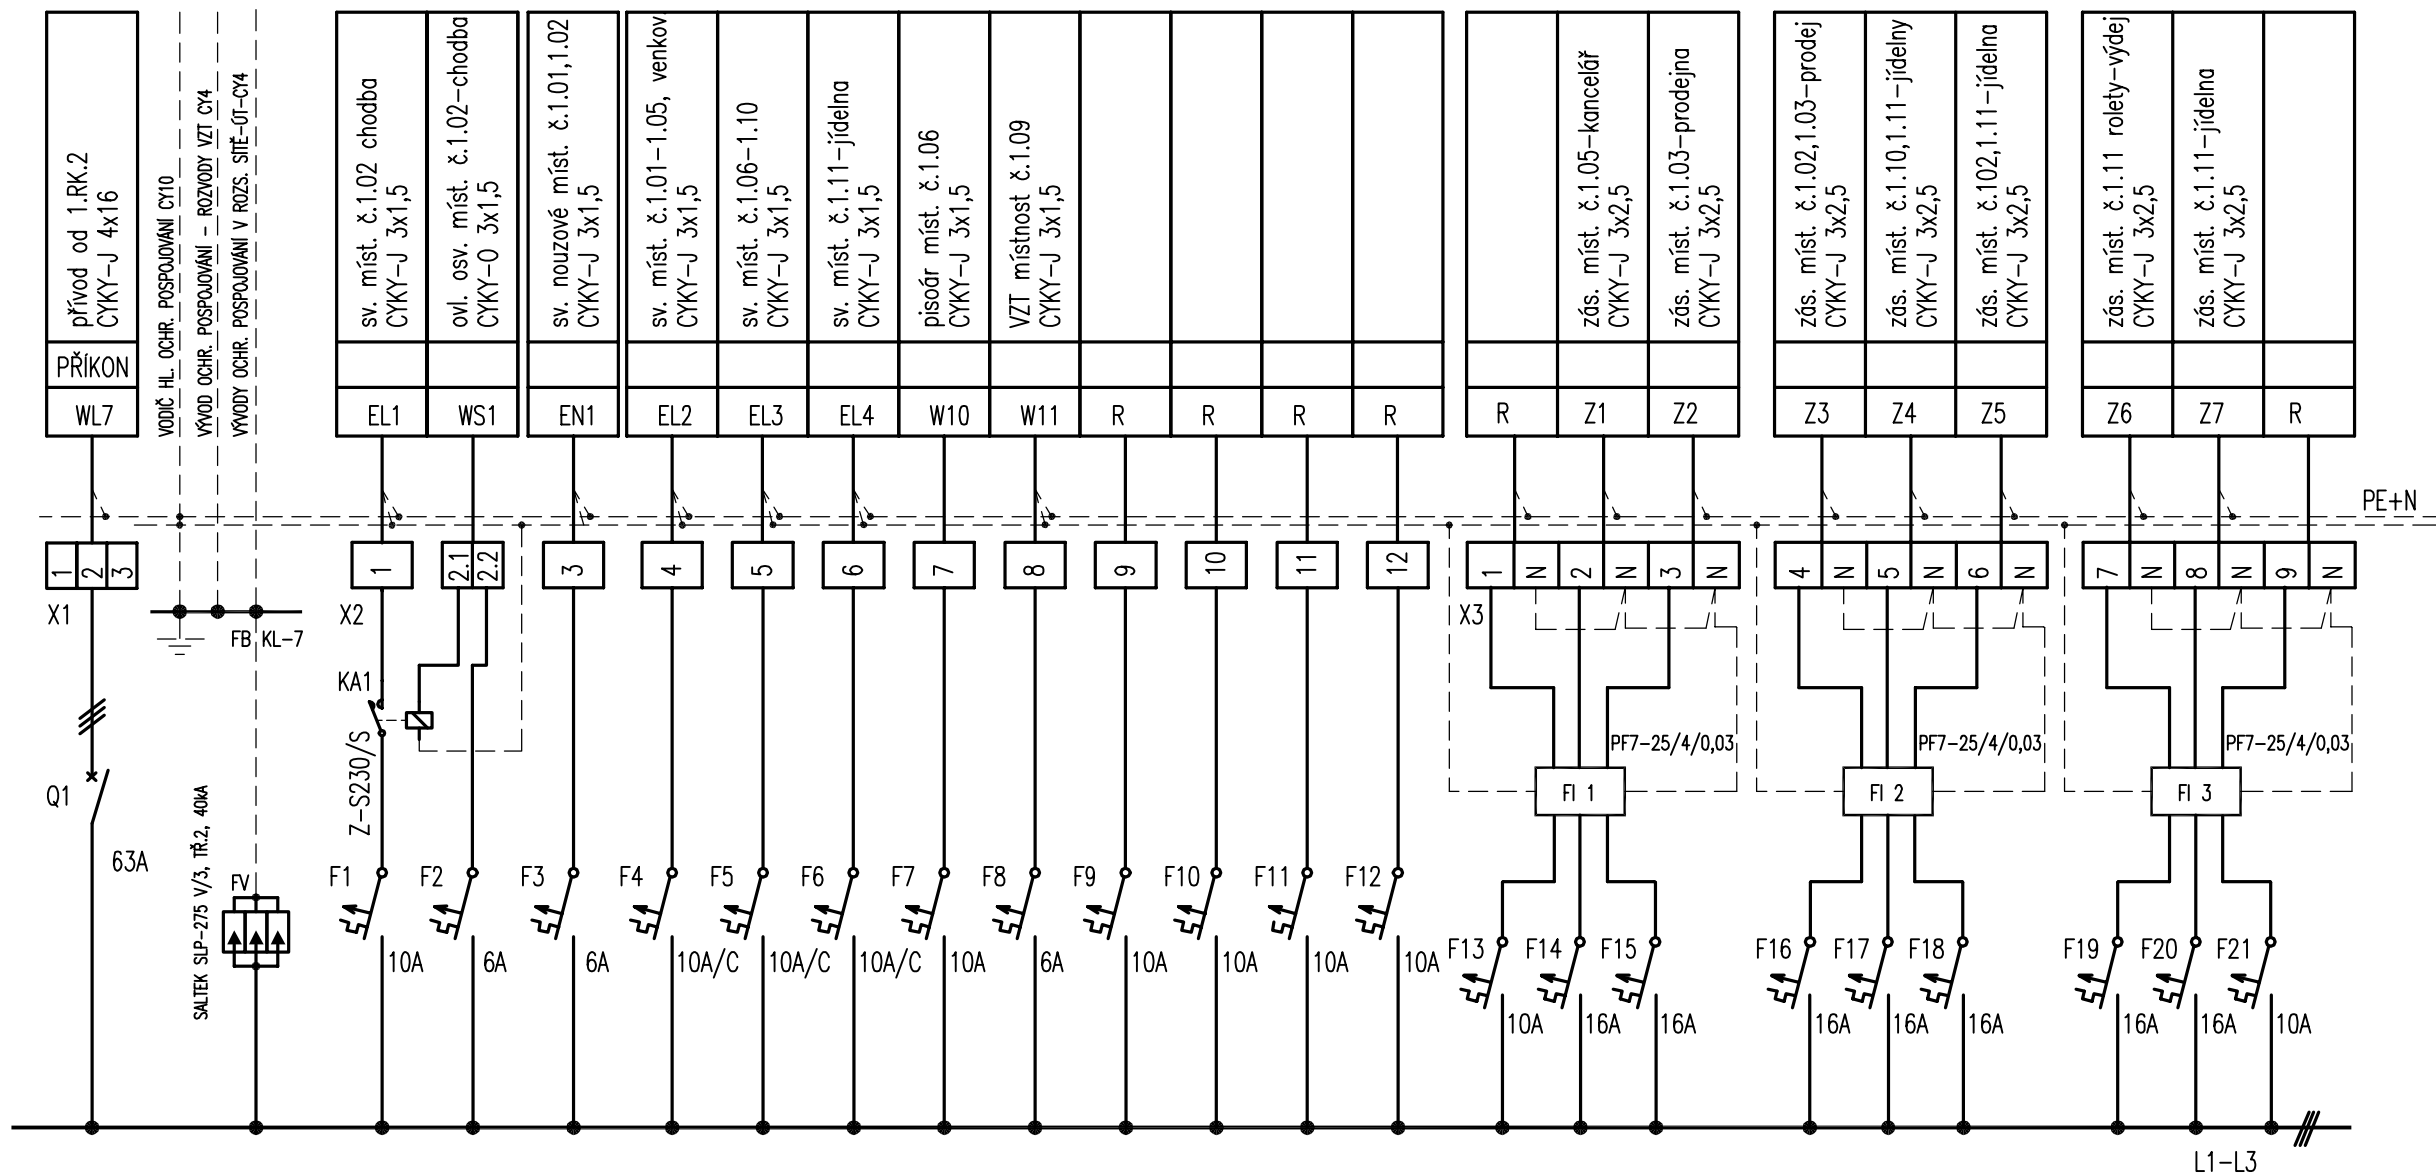 přívod od 1.RK.2
CYKY-J 4x16
PŘÍKON
WL7
VODIČ HL. OCHR. POSPOJOVÁNÍ CY10
VÝVOD OCHR. POSPOJOVÁNÍ - ROZVODY VZT CY4
VÝVODY OCHR. POSPOJOVÁNÍ V ROZS. SÍTĚ-ÚT-CY4
sv. míst. č.1.02 chodba
CYKY-J 3x1,5
EL1
ovl. osv. míst. č.1.02-chodba
CYKY-O 3x1,5
WS1
sv. nouzové míst. č.1.01,1.02
CYKY-J 3x1,5
EN1
sv. míst. č.1.01-1.05, venkov.
CYKY-J 3x1,5
EL2
sv. míst. č.1.06-1.10
CYKY-J 3x1,5
EL3
sv. míst. č.1.11-jídelna
CYKY-J 3x1,5
EL4
pisoár míst. č.1.06
CYKY-J 3x1,5
W10
VZT místnost č.1.09
CYKY-J 3x1,5
W11
R
R
R
R
R
zás. míst. č.1.05-kancelář
CYKY-J 3x2,5
Z1
zás. míst. č.1.03-prodejna
CYKY-J 3x2,5
Z2
zás. míst. č.1.02,1.03-prodej
CYKY-J 3x2,5
Z3
zás. míst. č.1.10,1.11-jídelny
CYKY-J 3x2,5
Z4
zás. míst. č.102,1.11-jídelna
CYKY-J 3x2,5
Z5
zás. míst. č.1.11 rolety-výdej
CYKY-J 3x2,5
Z6
zás. míst. č.1.11-jídelna
CYKY-J 3x2,5
Z7
R
PE+N
1 2 3
X1
FB KL-7
1 2.1 2.2 3 4 5 6 7 8 9 10 11 12
X2
1 N 2 N 3 N
X3
4 N 5 N 6 N
7 N 8 N 9 N
KA1
Z-S230/S
Q1
63A
SALTEK SLP-275 V/3, TŘ.2, 40kA
FV
PF7-25/4/0,03
PF7-25/4/0,03
PF7-25/4/0,03
FI 1
FI 2
FI 3
F1 F2 F3 F4 F5 F6 F7 F8 F9 F10 F11 F12
10A 6A 6A 10A/C 10A/C 10A/C 10A 6A 10A 10A 10A 10A
F13 F14 F15 F16 F17 F18 F19 F20 F21
10A 16A 16A 16A 16A 16A 16A 16A 10A
L1-L3